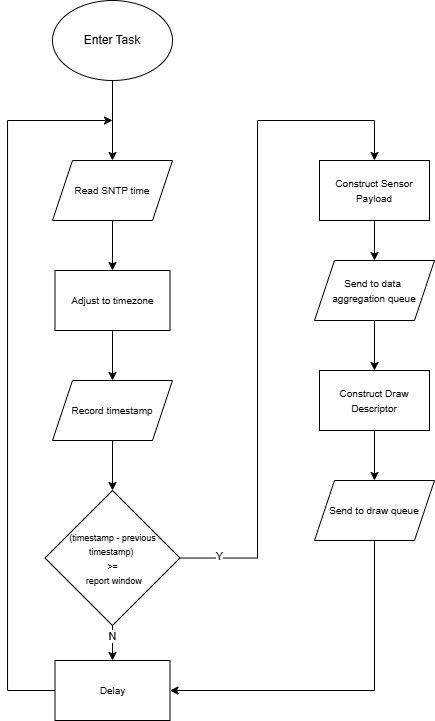 Enter Task
Read SNTP time
Adjust to timezone
Record timestamp
(timestamp - previous
timestamp)
>=
report window
N
Delay
Y
Construct Sensor
Payload
Send to data
aggregation queue
Construct Draw
Descriptor
Send to draw queue